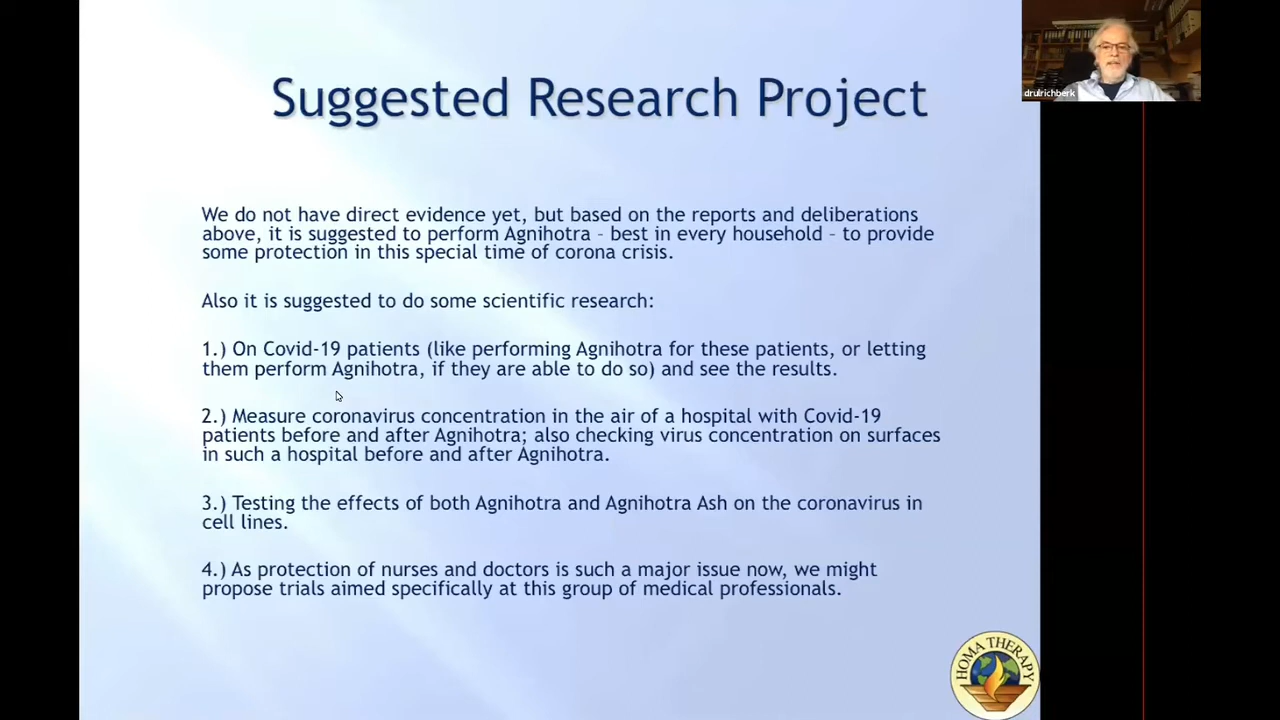 Suggested Research Project
drulrichberk
We do not have direct evidence yet, but based on the reports and deliberations
above, it is suggested to perform Agnihotra – best in every household – to provide
some protection in this special time of corona crisis.
Also it is suggested to do some scientific research:
1.) On Covid-19 patients (like performing Agnihotra for these patients, or letting
them perform Agnihotra, if they are able to do so) and see the results.
2.) Measure coronavirus concentration in the air of a hospital with Covid-19
patients before and after Agnihotra; also checking virus concentration on surfaces
in such a hospital before and after Agnihotra.
3.) Testing the effects of both Agnihotra and Agnihotra Ash on the coronavirus in
cell lines.
4.) As protection of nurses and doctors is such a major issue now, we might
propose trials aimed specifically at this group of medical professionals.
HOMA THERAPY